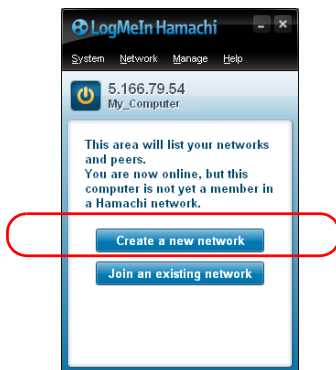 LogMeIn Hamachi
System Network Manage Help
5.166.79.54
My_Computer
This area will list your networks
and peers.
You are now online, but this
computer is not yet a member in
a Hamachi network.
Create a new network
Join an existing network